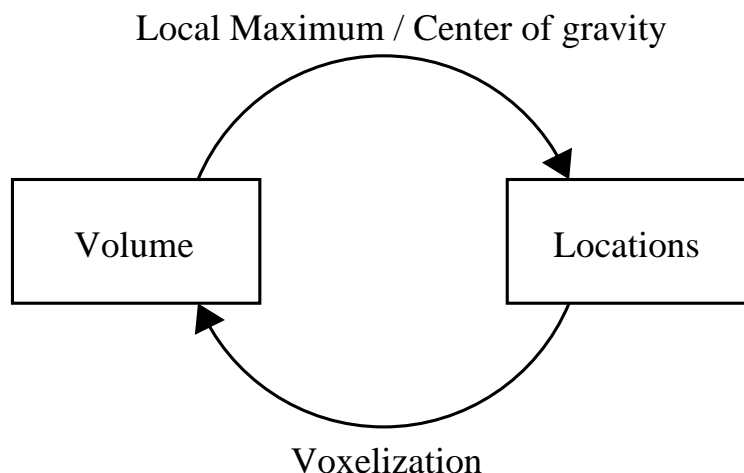 Local Maximum / Center of gravity
Volume
Locations
Voxelization